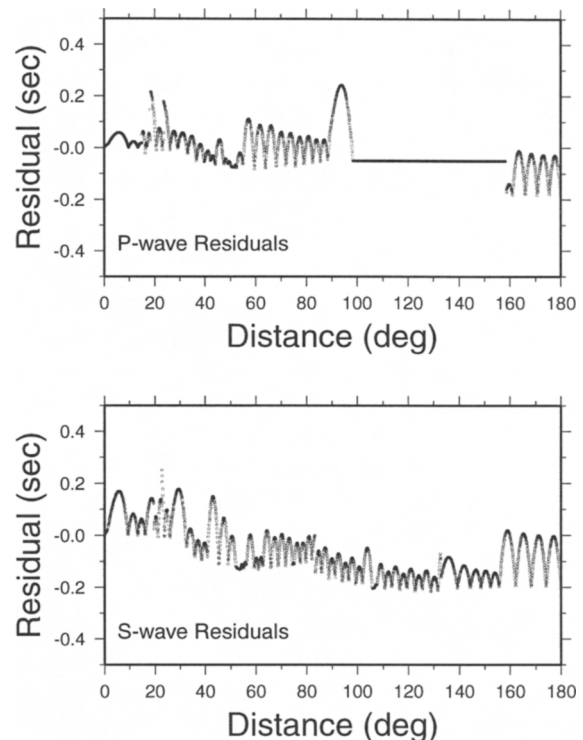 0.4
0.2
-0.0
-0.2
-0.4
Residual (sec)
P-wave Residuals
0 20 40 60 80 100 120 140 160 180
Distance (deg)
0.4
0.2
-0.0
-0.2
-0.4
Residual (sec)
S-wave Residuals
0 20 40 60 80 100 120 140 160 180
Distance (deg)